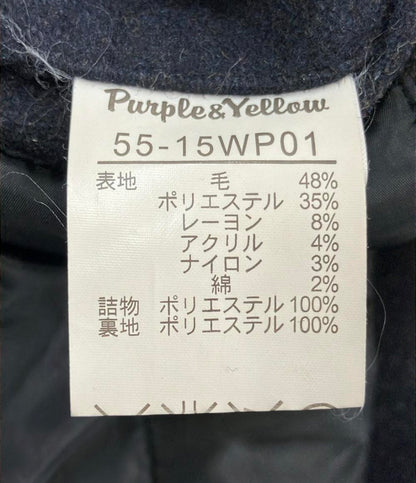 Purple&Yellow
55-15WP01
表地 毛 48%
ポリエステル 35%
レーヨン 8%
アクリル 4%
ナイロン 3%
綿 2%
詰物 ポリエステル 100%
裏地 ポリエステル 100%